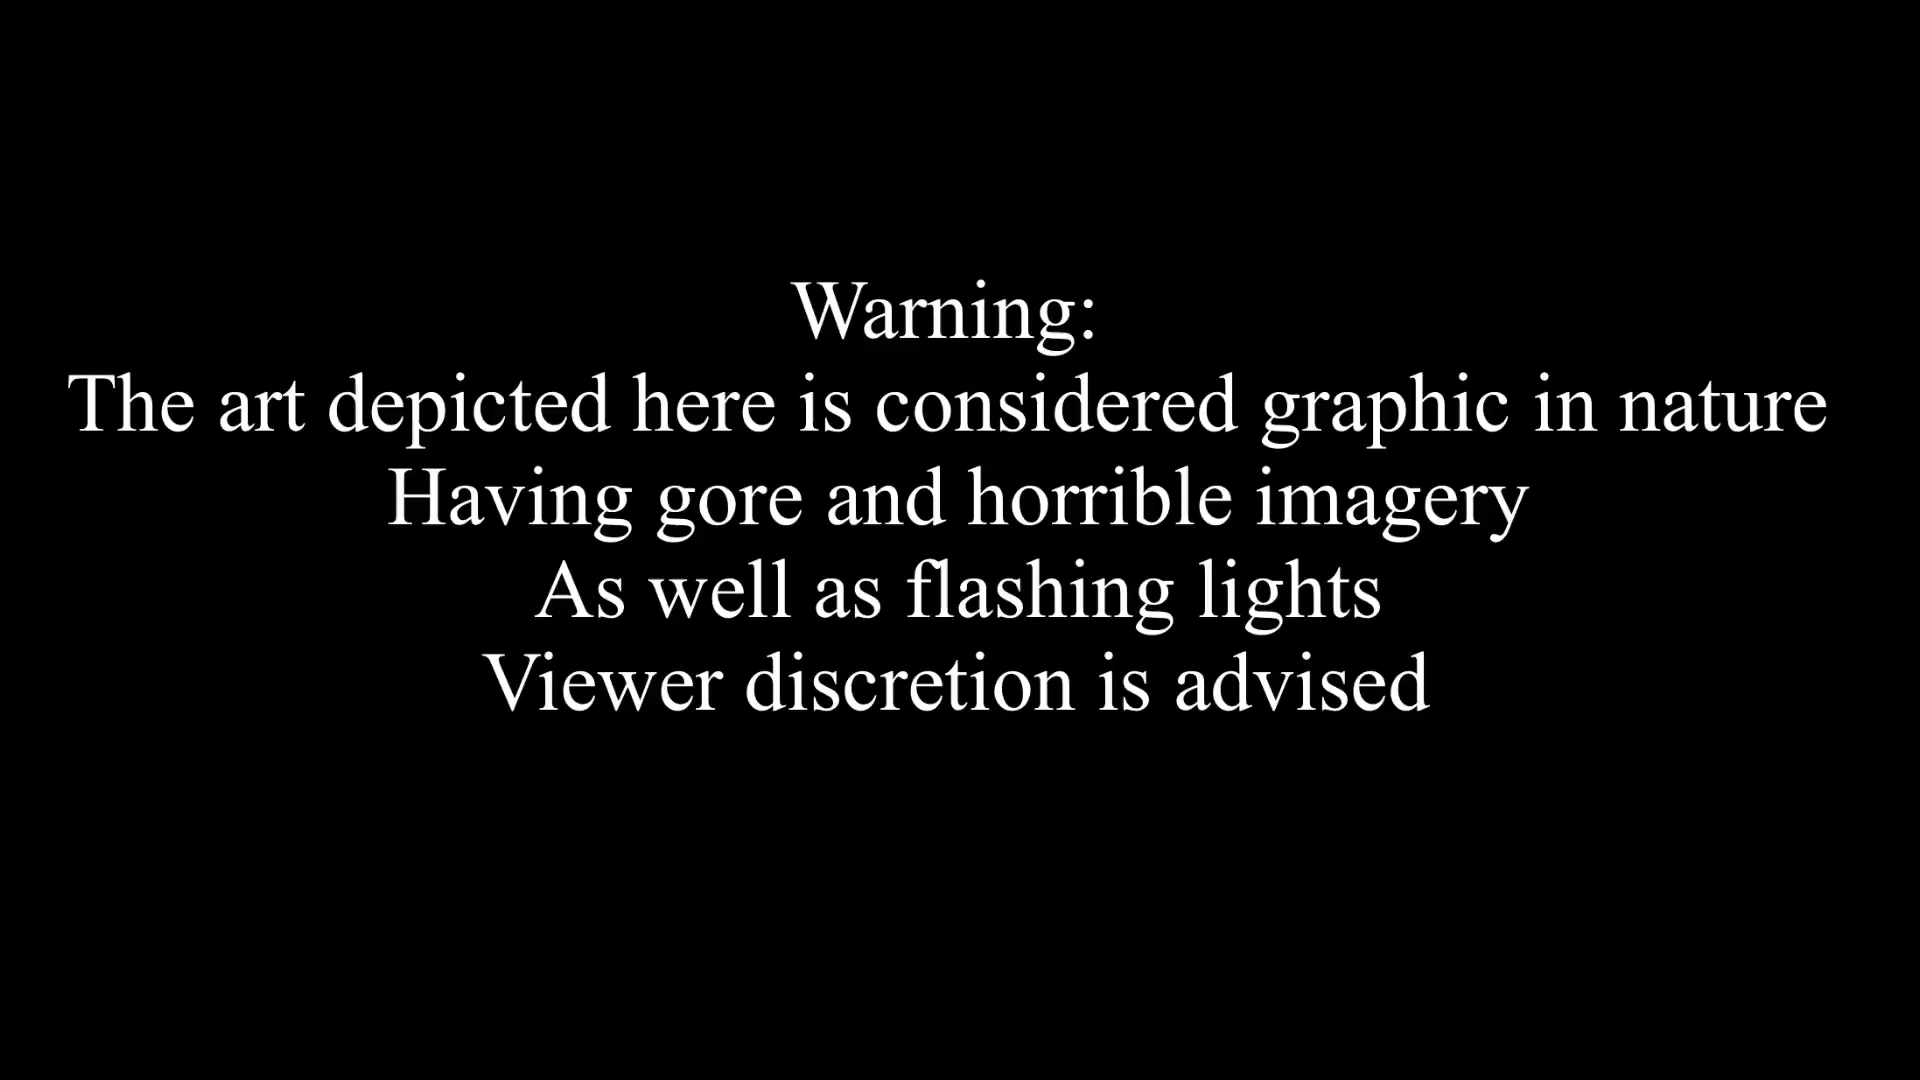 Warning:
The art depicted here is considered graphic in nature
Having gore and horrible imagery
As well as flashing lights
Viewer discretion is advised